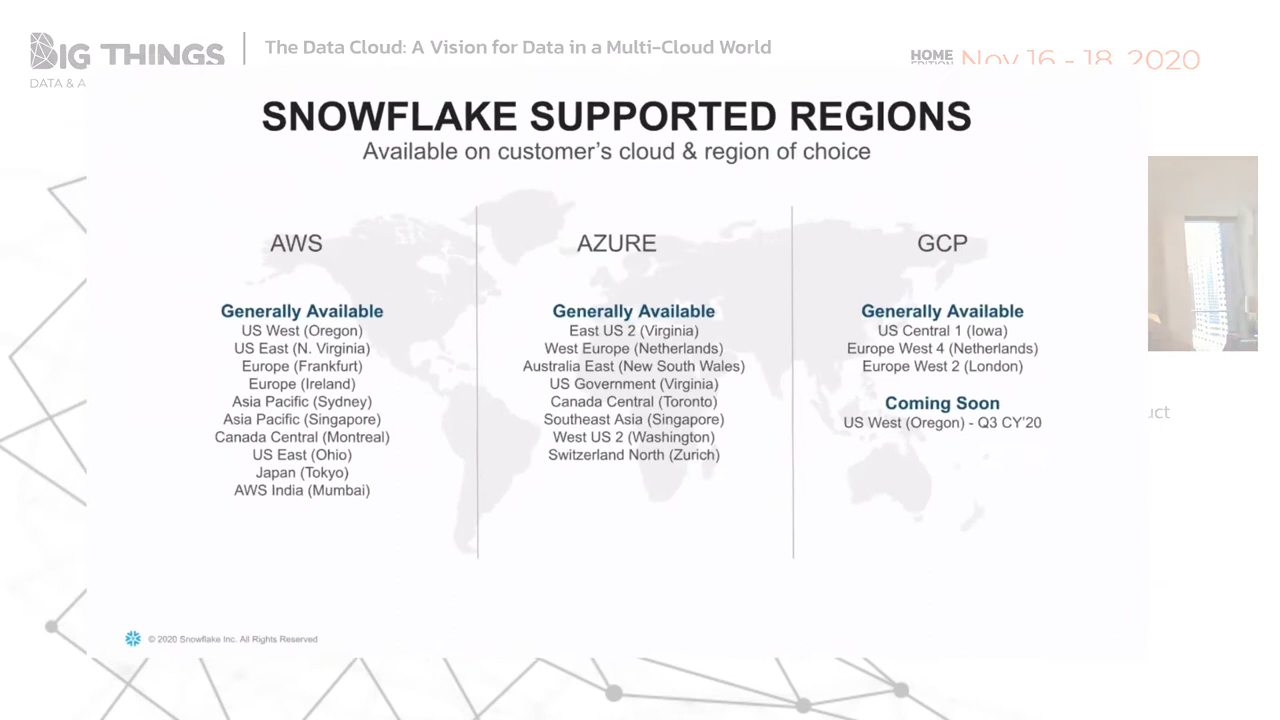 BIG THINGS
The Data Cloud: A Vision for Data in a Multi-Cloud World
HOME
EDITION
Nov 16 - 18, 2020
DATA & A
SNOWFLAKE SUPPORTED REGIONS
Available on customer's cloud & region of choice
AWS
Generally Available
US West (Oregon)
US East (N. Virginia)
Europe (Frankfurt)
Europe (Ireland)
Asia Pacific (Sydney)
Asia Pacific (Singapore)
Canada Central (Montreal)
US East (Ohio)
Japan (Tokyo)
AWS India (Mumbai)
AZURE
Generally Available
East US 2 (Virginia)
West Europe (Netherlands)
Australia East (New South Wales)
US Government (Virginia)
Canada Central (Toronto)
Southeast Asia (Singapore)
West US 2 (Washington)
Switzerland North (Zurich)
GCP
Generally Available
US Central 1 (Iowa)
Europe West 4 (Netherlands)
Europe West 2 (London)
Coming Soon
US West (Oregon) - Q3 CY'20
uct
© 2020 Snowflake Inc. All Rights Reserved